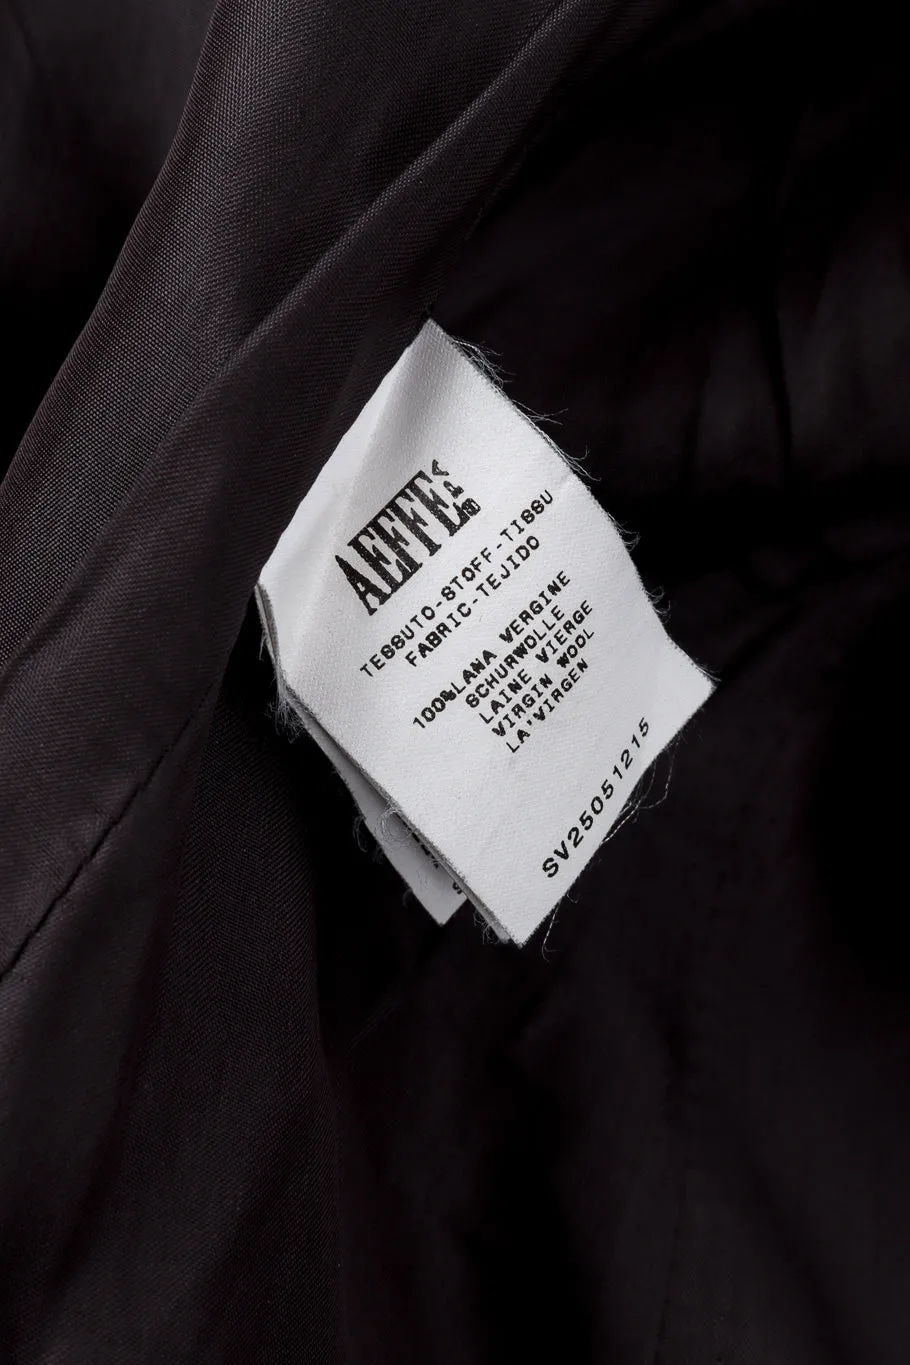 AEFFE S.P.A.
TESSUTO-STOFF-TISSU
FABRIC-TEJIDO
100%LANA VERGINE
SCHURWOLLE
LAINE VIERGE
VIRGIN WOOL
LA'VIRGEN
SV25051215